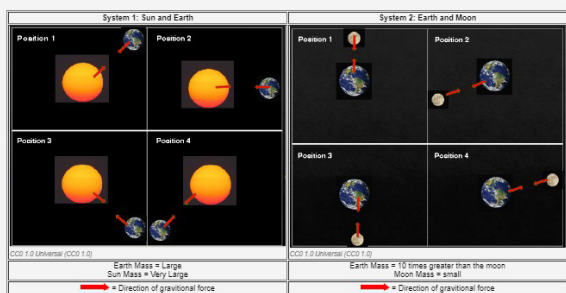 System 1: Sun and Earth
Position 1
Position 2
Position 3
Position 4
CC0 1.0 Universal (CC0 1.0)
Earth Mass = Large
Sun Mass = Very Large
= Direction of gravitional force
System 2: Earth and Moon
Position 1
Position 2
Position 3
Position 4
CC0 1.0 Universal (CC0 1.0)
Earth Mass = 10 times greater than the moon
Moon Mass = small
= Direction of gravitional force